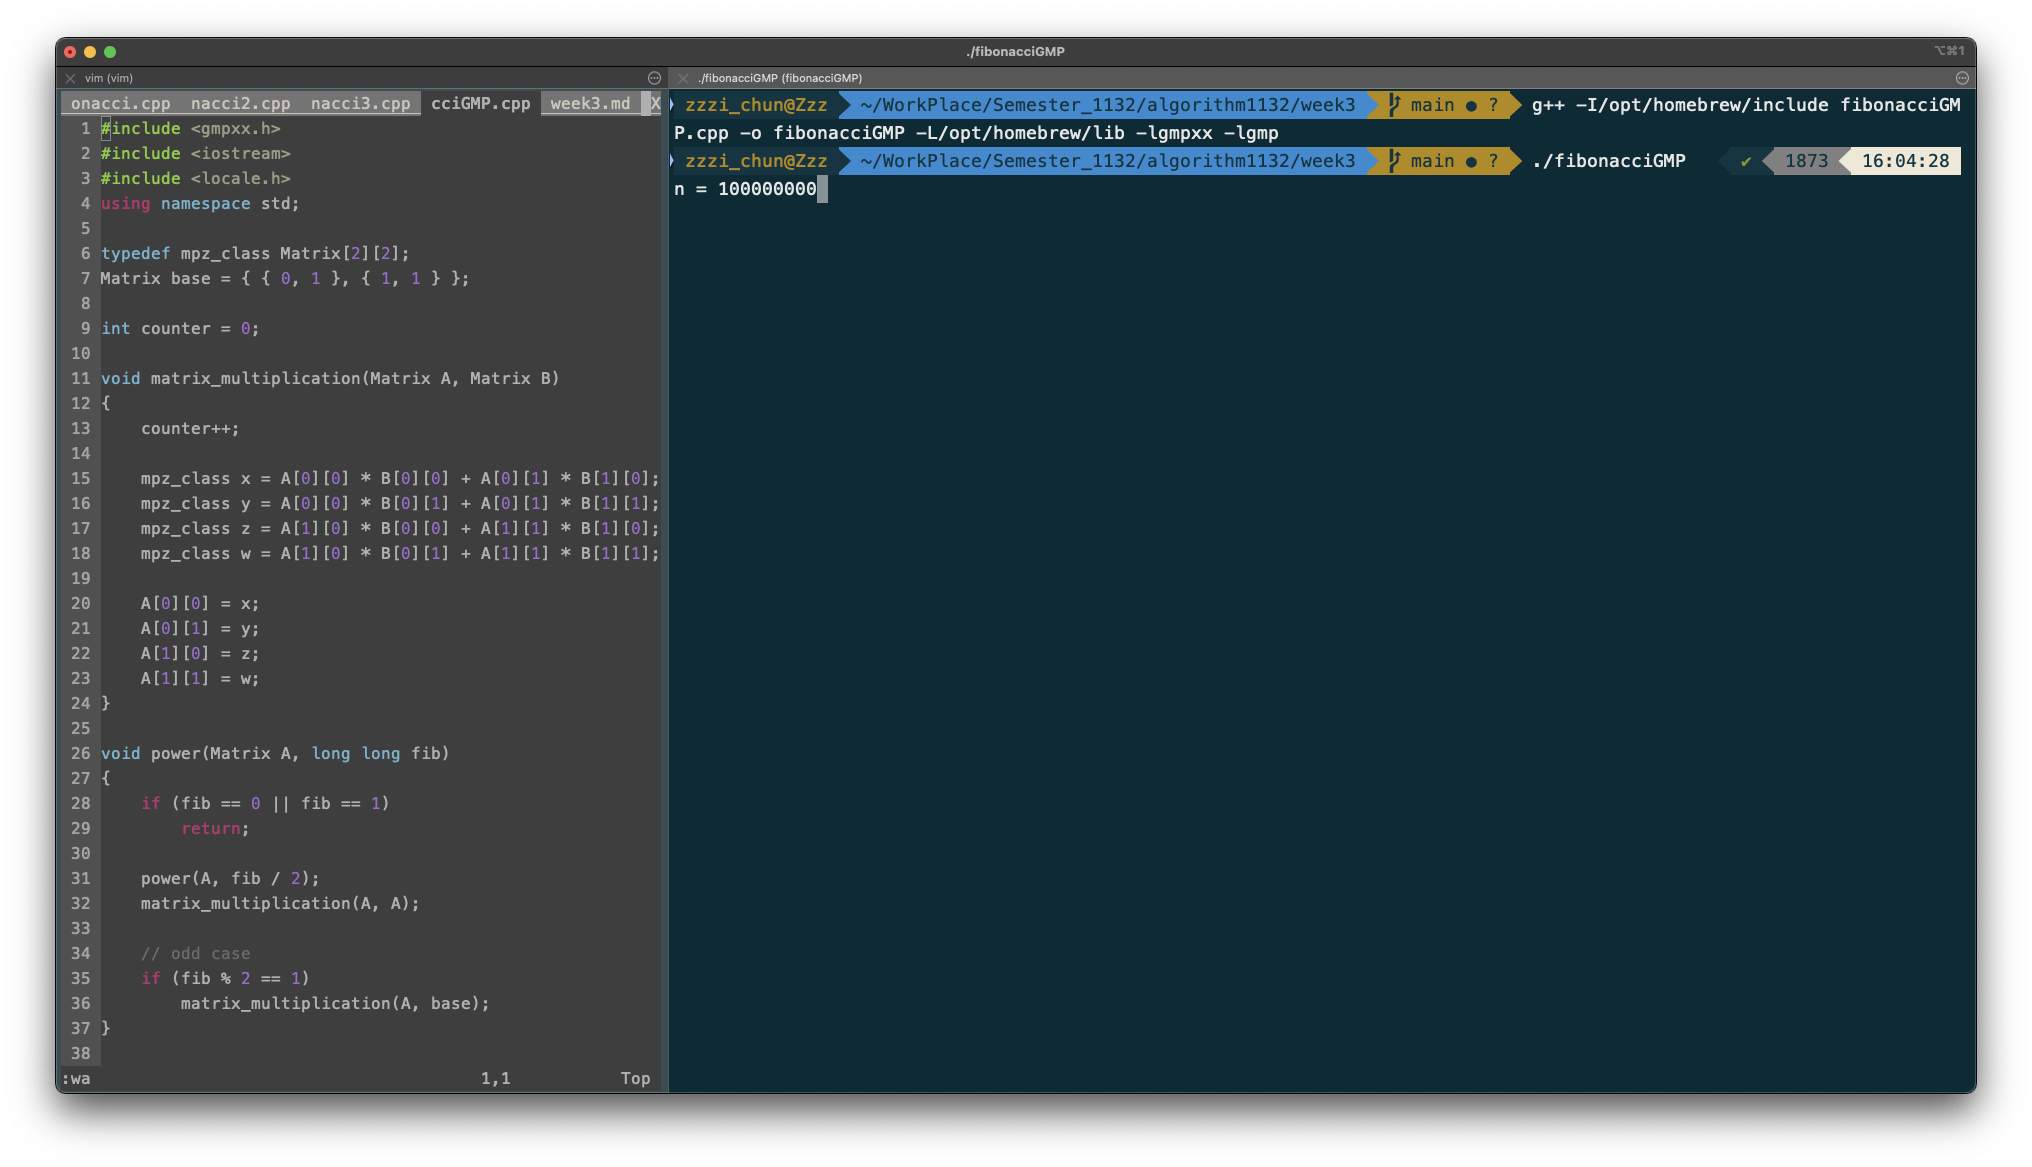 ./fibonacciGMP
⌥⌘1
vim (vim)
onacci.cpp nacci2.cpp nacci3.cpp cciGMP.cpp week3.md X
1 #include <gmpxx.h>
2 #include <iostream>
3 #include <locale.h>
4 using namespace std;
5
6 typedef mpz_class Matrix[2][2];
7 Matrix base = { { 0, 1 }, { 1, 1 } };
8
9 int counter = 0;
10
11 void matrix_multiplication(Matrix A, Matrix B)
12 {
13     counter++;
14
15     mpz_class x = A[0][0] * B[0][0] + A[0][1] * B[1][0];
16     mpz_class y = A[0][0] * B[0][1] + A[0][1] * B[1][1];
17     mpz_class z = A[1][0] * B[0][0] + A[1][1] * B[1][0];
18     mpz_class w = A[1][0] * B[0][1] + A[1][1] * B[1][1];
19
20     A[0][0] = x;
21     A[0][1] = y;
22     A[1][0] = z;
23     A[1][1] = w;
24 }
25
26 void power(Matrix A, long long fib)
27 {
28     if (fib == 0 || fib == 1)
29         return;
30
31     power(A, fib / 2);
32     matrix_multiplication(A, A);
33
34     // odd case
35     if (fib % 2 == 1)
36         matrix_multiplication(A, base);
37 }
38
:wa 1,1 Top
./fibonacciGMP (fibonacciGMP)
zzzi_chun@Zzz ~/WorkPlace/Semester_1132/algorithm1132/week3 main ● ? g++ -I/opt/homebrew/include fibonacciGM
P.cpp -o fibonacciGMP -L/opt/homebrew/lib -lgmpxx -lgmp
zzzi_chun@Zzz ~/WorkPlace/Semester_1132/algorithm1132/week3 main ● ? ./fibonacciGMP ✔ 1873 16:04:28
n = 100000000